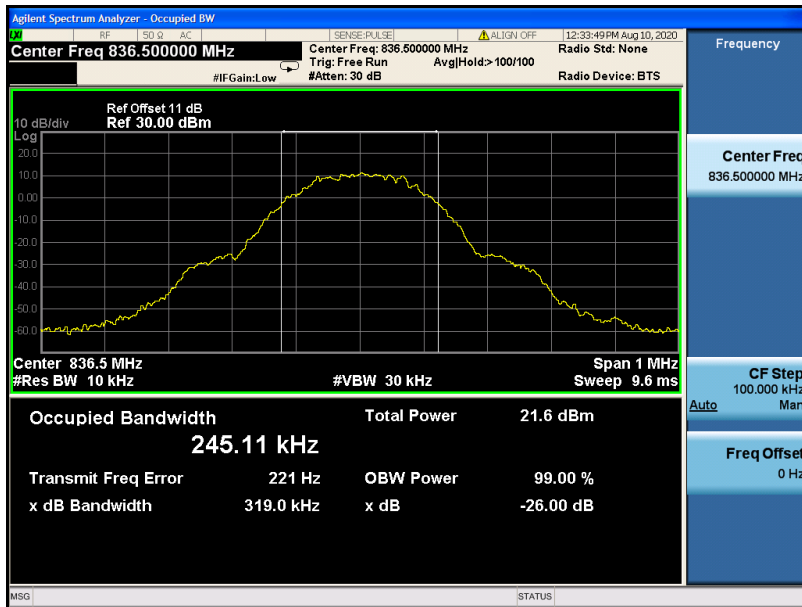 Agilent Spectrum Analyzer - Occupied BW
LXI RF 50 Ω AC SENSE:PULSE ALIGN OFF 12:33:49 PM Aug 10, 2020
Center Freq 836.500000 MHz
Center Freq: 836.500000 MHz
Radio Std: None
Trig: Free Run Avg|Hold:>100/100
#IFGain:Low
#Atten: 30 dB
Radio Device: BTS
Ref Offset 11 dB
10 dB/div Ref 30.00 dBm
Log
20.0
10.0
0.00
-10.0
-20.0
-30.0
-40.0
-50.0
-60.0
Center 836.5 MHz Span 1 MHz
#Res BW 10 kHz #VBW 30 kHz Sweep 9.6 ms
Occupied Bandwidth Total Power 21.6 dBm
245.11 kHz
Transmit Freq Error 221 Hz OBW Power 99.00 %
x dB Bandwidth 319.0 kHz x dB -26.00 dB
MSG STATUS
Frequency
Center Freq
836.500000 MHz
CF Step
100.000 kHz
Auto Man
Freq Offset
0 Hz